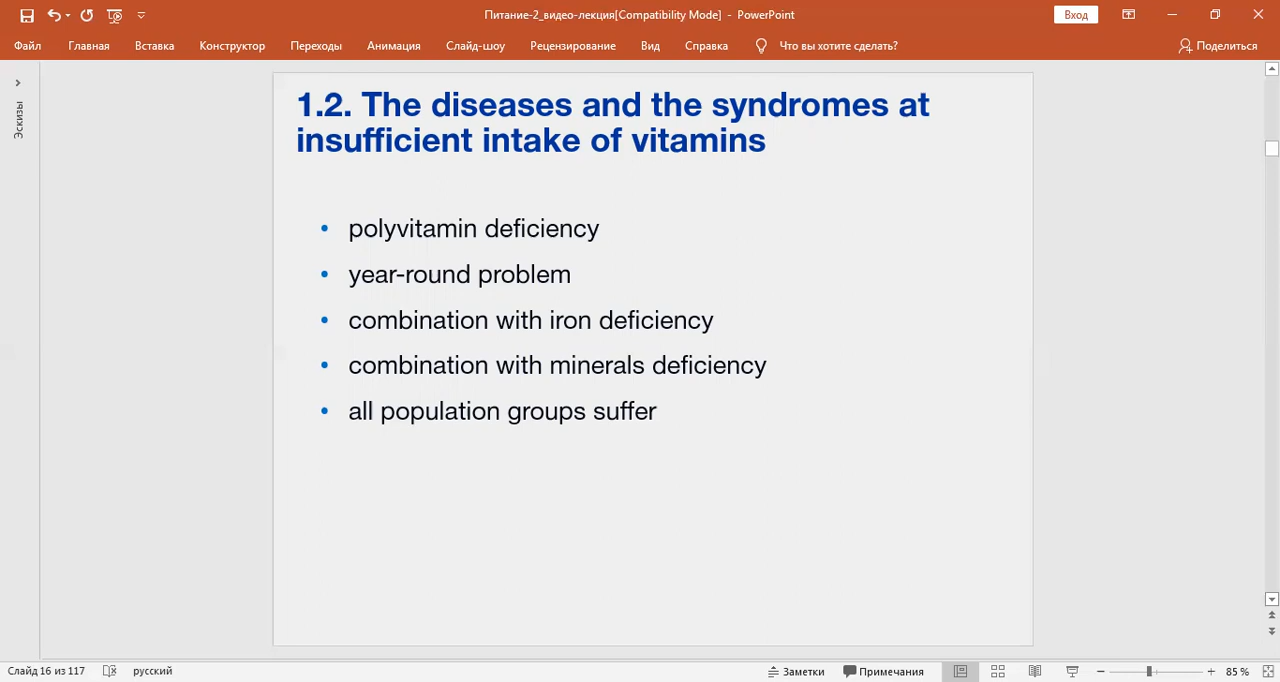 Питание-2_видео-лекция[Compatibility Mode] - PowerPoint
Вход
Файл Главная Вставка Конструктор Переходы Анимация Слайд-шоу Рецензирование Вид Справка Что вы хотите сделать? Поделиться
Эскизы
1.2. The diseases and the syndromes at
insufficient intake of vitamins
• polyvitamin deficiency
• year-round problem
• combination with iron deficiency
• combination with minerals deficiency
• all population groups suffer
Слайд 16 из 117 русский Заметки Примечания 85 %